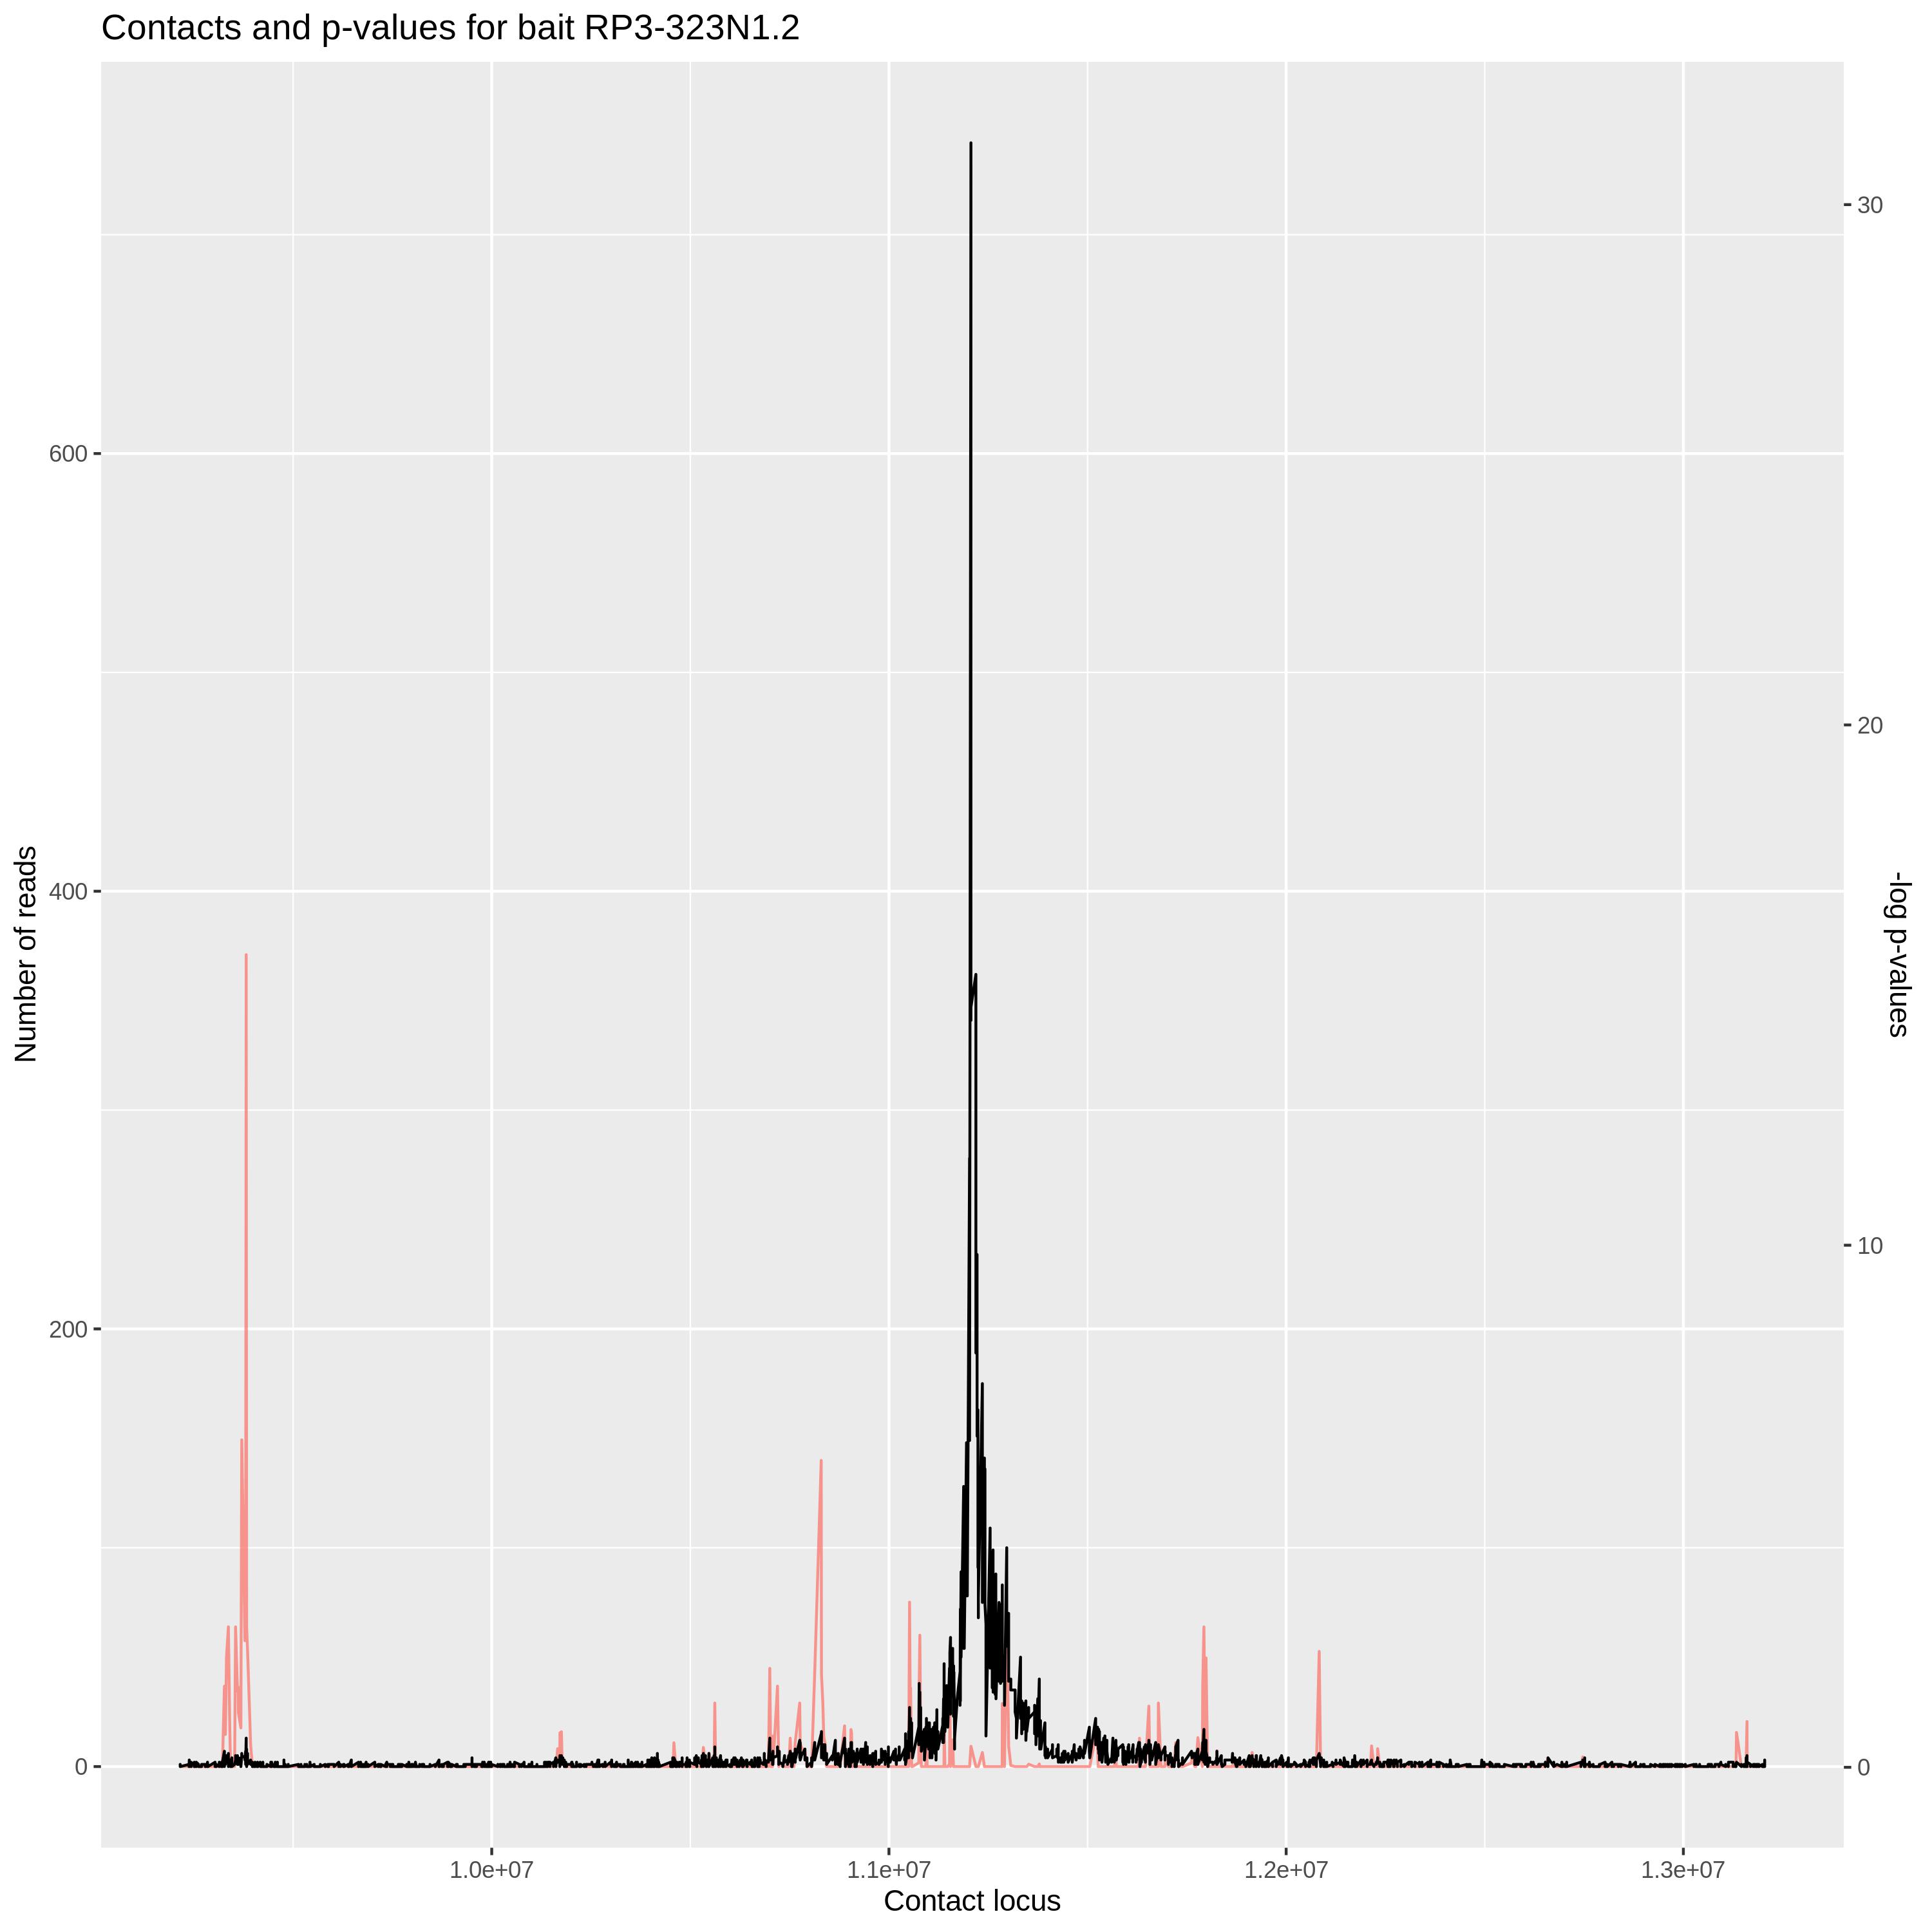 Contacts and p-values for bait RP3-323N1.2
Number of reads
600
400
200
0
30
20
10
0
-log p-values
1.0e+07
1.1e+07
1.2e+07
1.3e+07
Contact locus